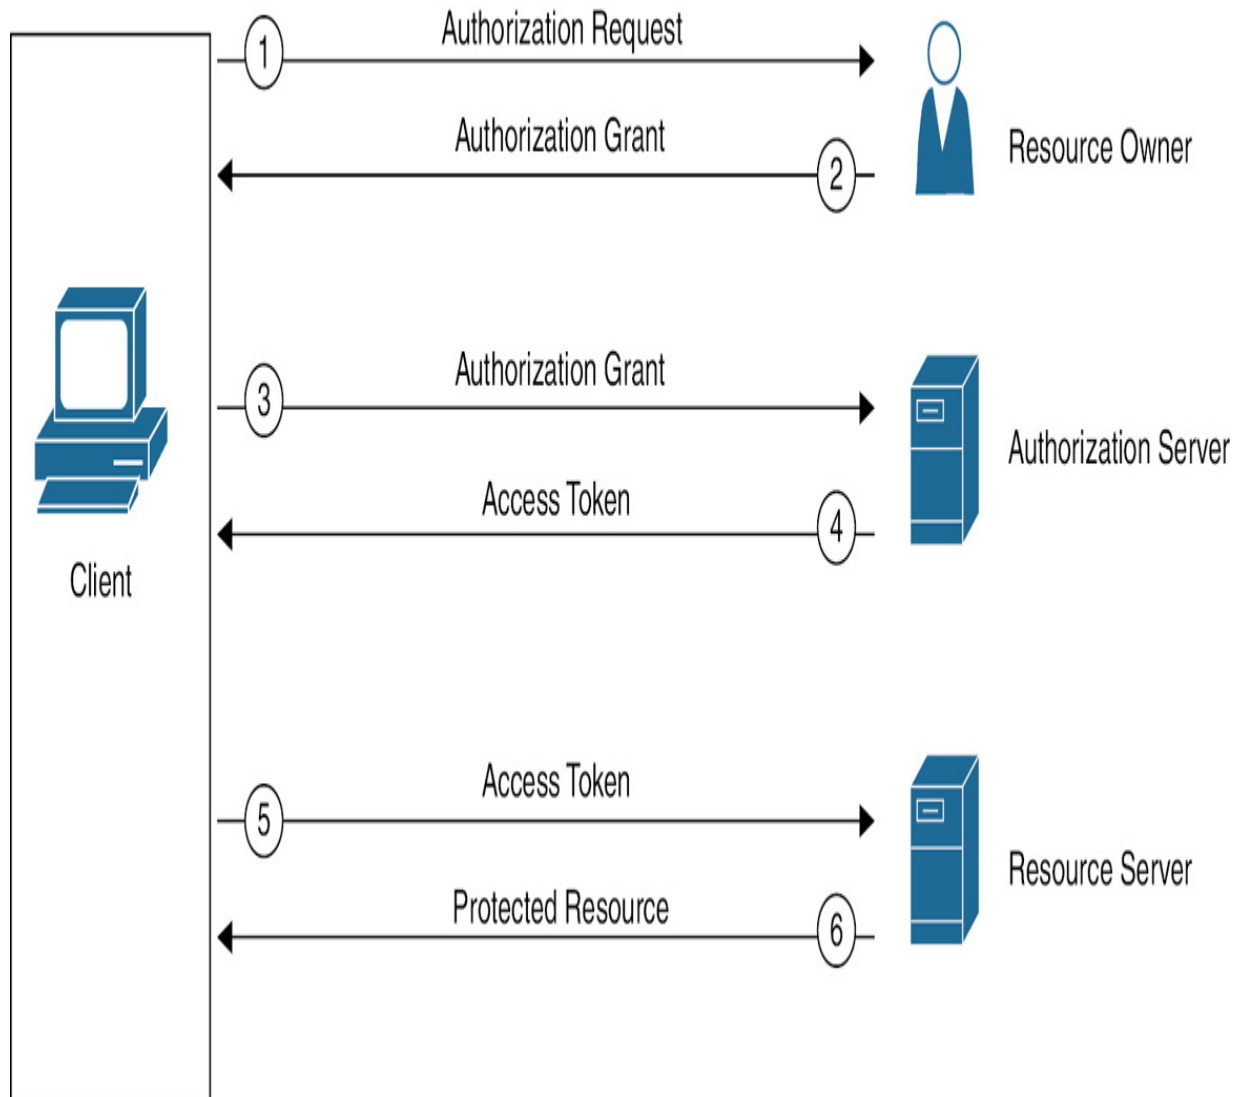 1
Authorization Request
Authorization Grant
2
Resource Owner
3
Authorization Grant
Authorization Server
Access Token
4
Client
5
Access Token
Resource Server
Protected Resource
6